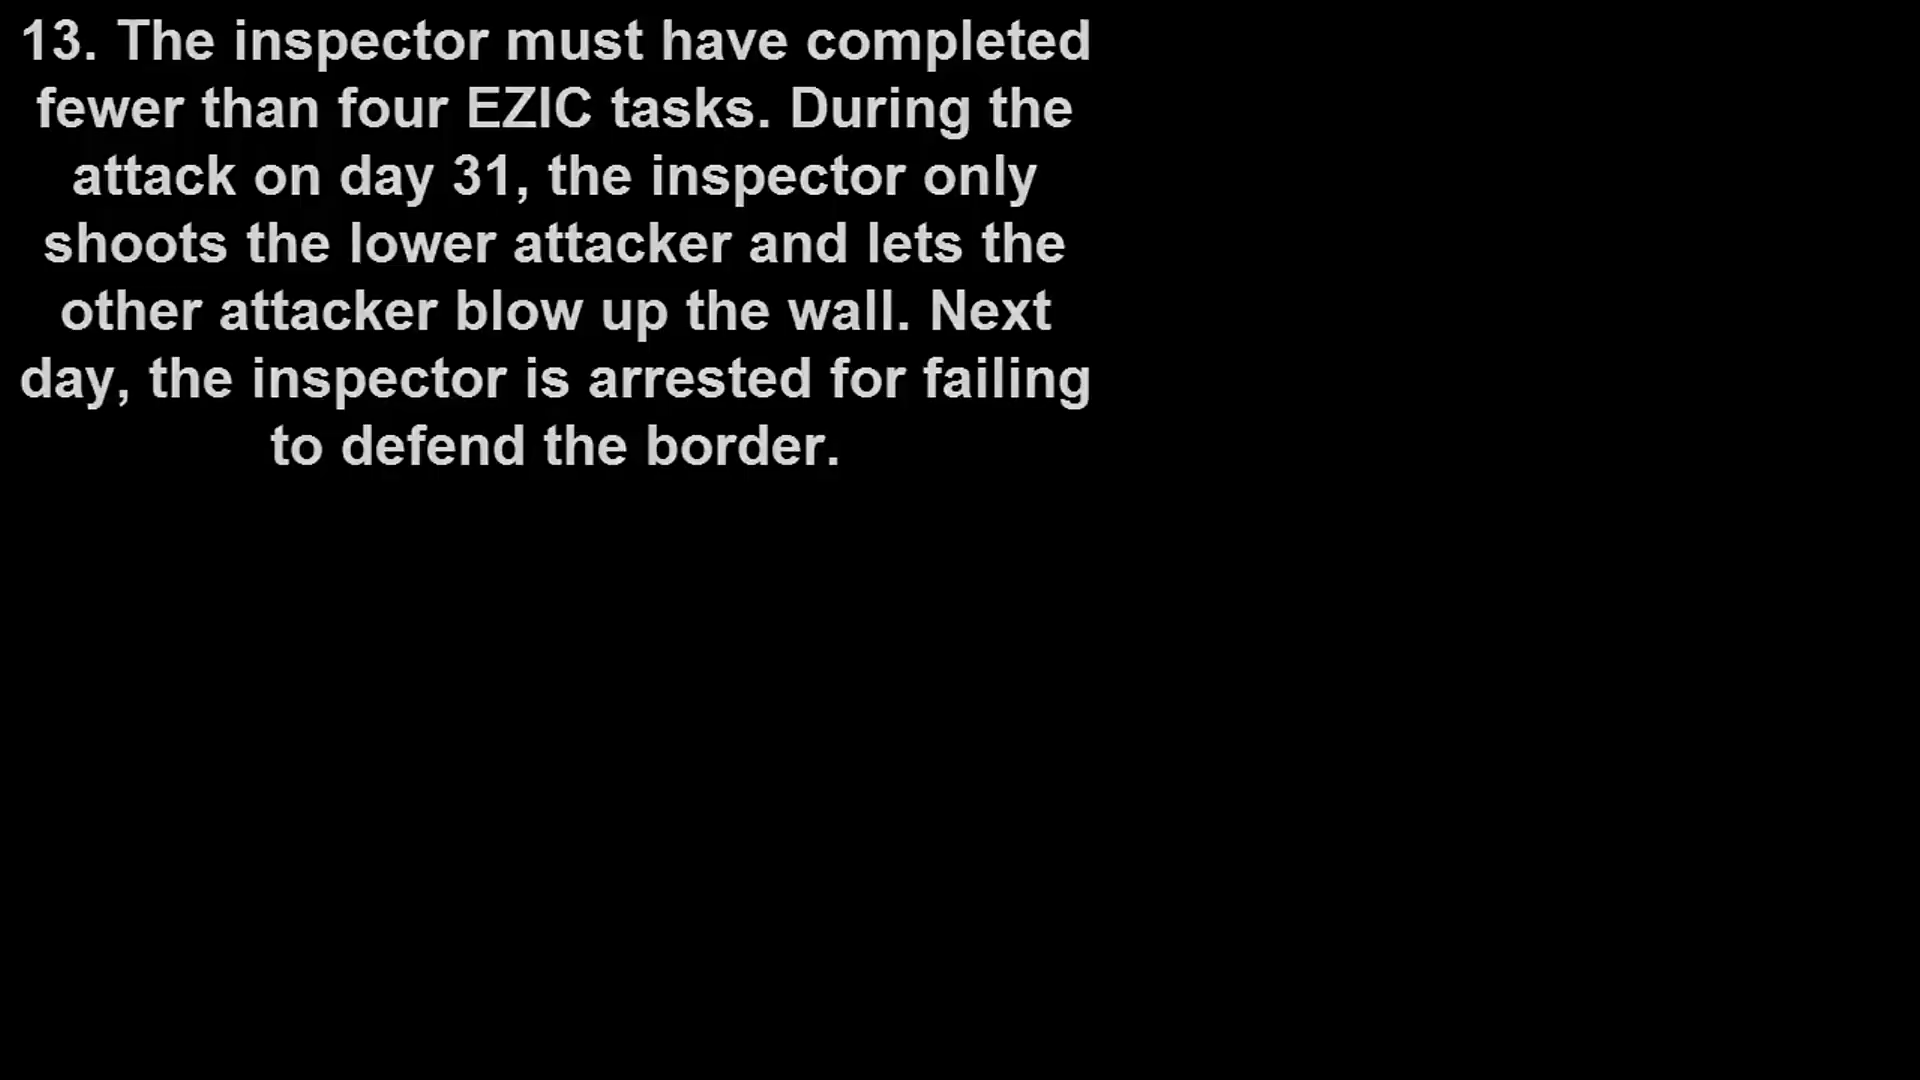 13. The inspector must have completed
fewer than four EZIC tasks. During the
attack on day 31, the inspector only
shoots the lower attacker and lets the
other attacker blow up the wall. Next
day, the inspector is arrested for failing
to defend the border.